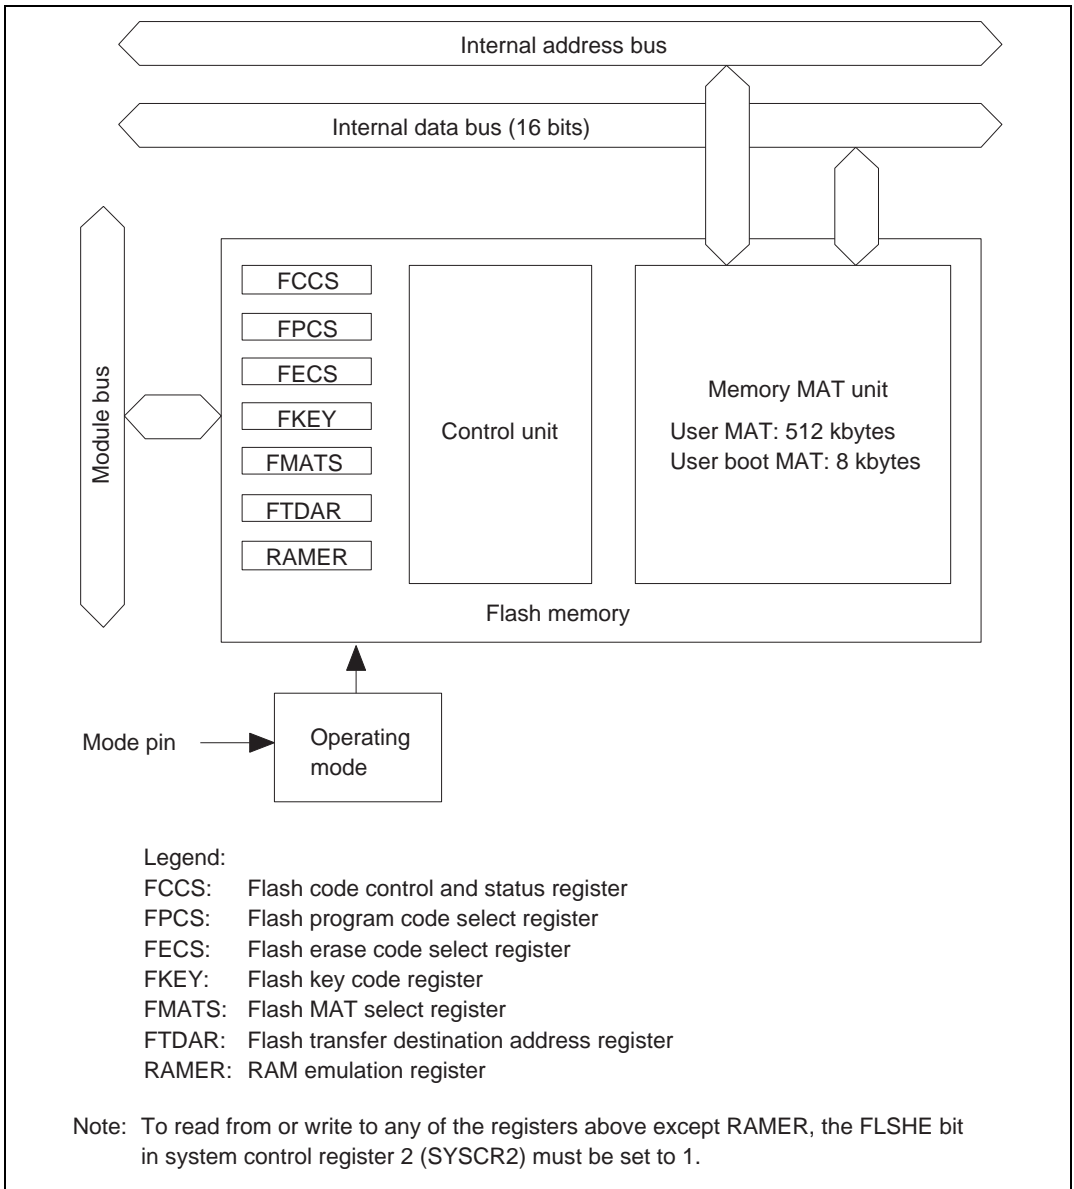 Internal address bus
Internal data bus (16 bits)
Module bus
FCCS
FPCS
FECS
FKEY
FMATS
FTDAR
RAMER
Control unit
Memory MAT unit
User MAT: 512 kbytes
User boot MAT: 8 kbytes
Flash memory
Mode pin
Operating
mode
Legend:
FCCS: Flash code control and status register
FPCS: Flash program code select register
FECS: Flash erase code select register
FKEY: Flash key code register
FMATS: Flash MAT select register
FTDAR: Flash transfer destination address register
RAMER: RAM emulation register
Note: To read from or write to any of the registers above except RAMER, the FLSHE bit
in system control register 2 (SYSCR2) must be set to 1.